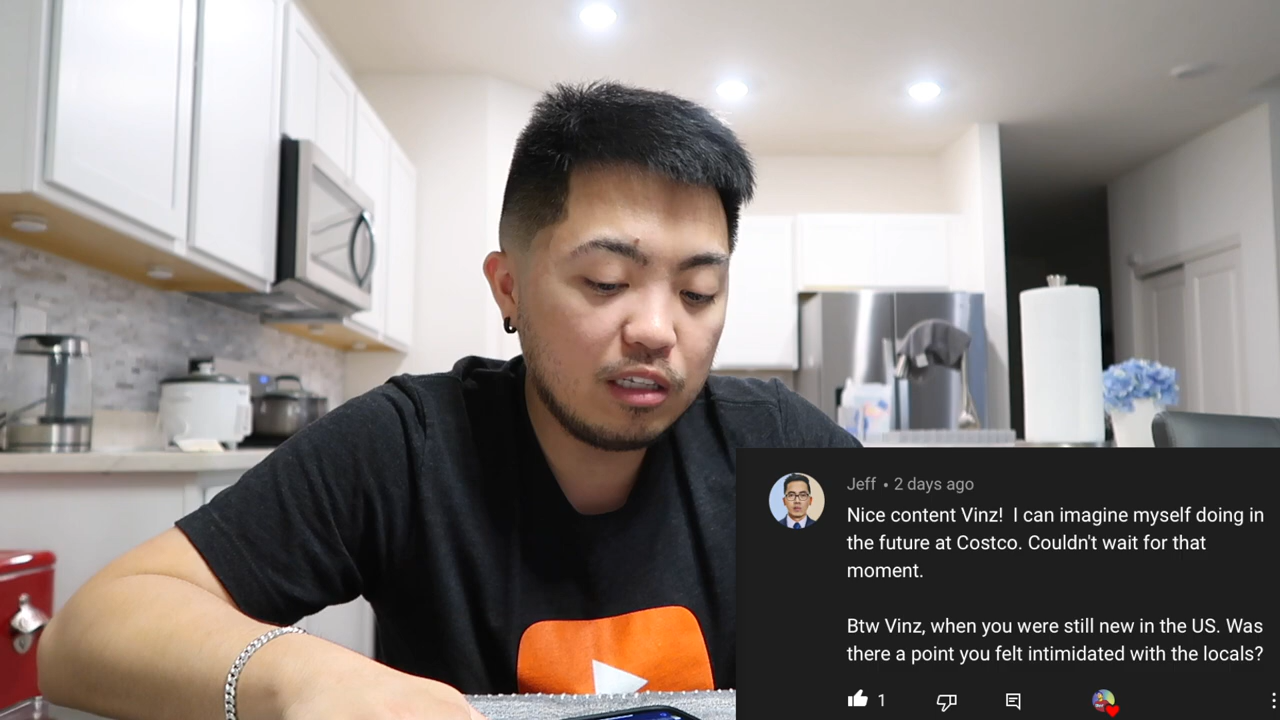 Jeff • 2 days ago
Nice content Vinz!  I can imagine myself doing in
the future at Costco. Couldn't wait for that
moment.
Btw Vinz, when you were still new in the US. Was
there a point you felt intimidated with the locals?
1